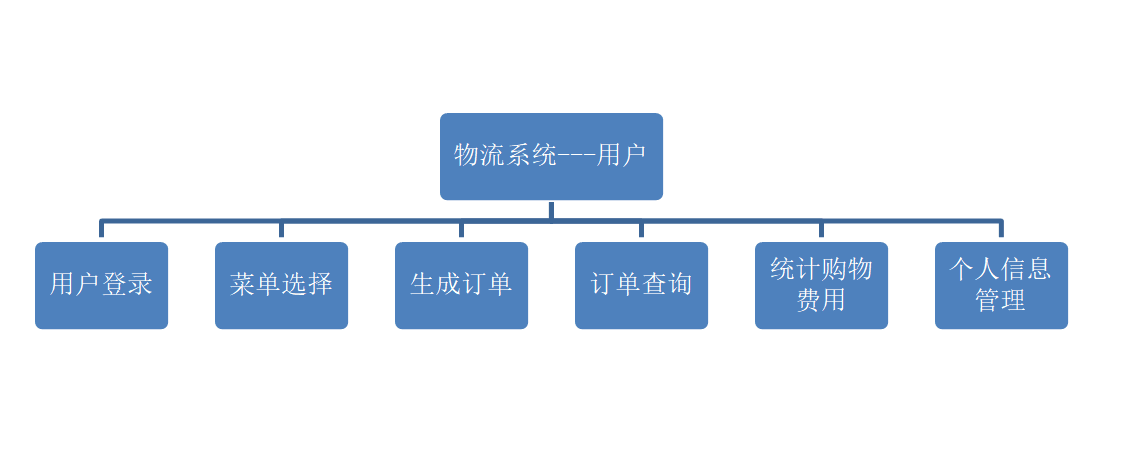 物流系统---用户
用户登录
菜单选择
生成订单
订单查询
统计购物
费用
个人信息
管理